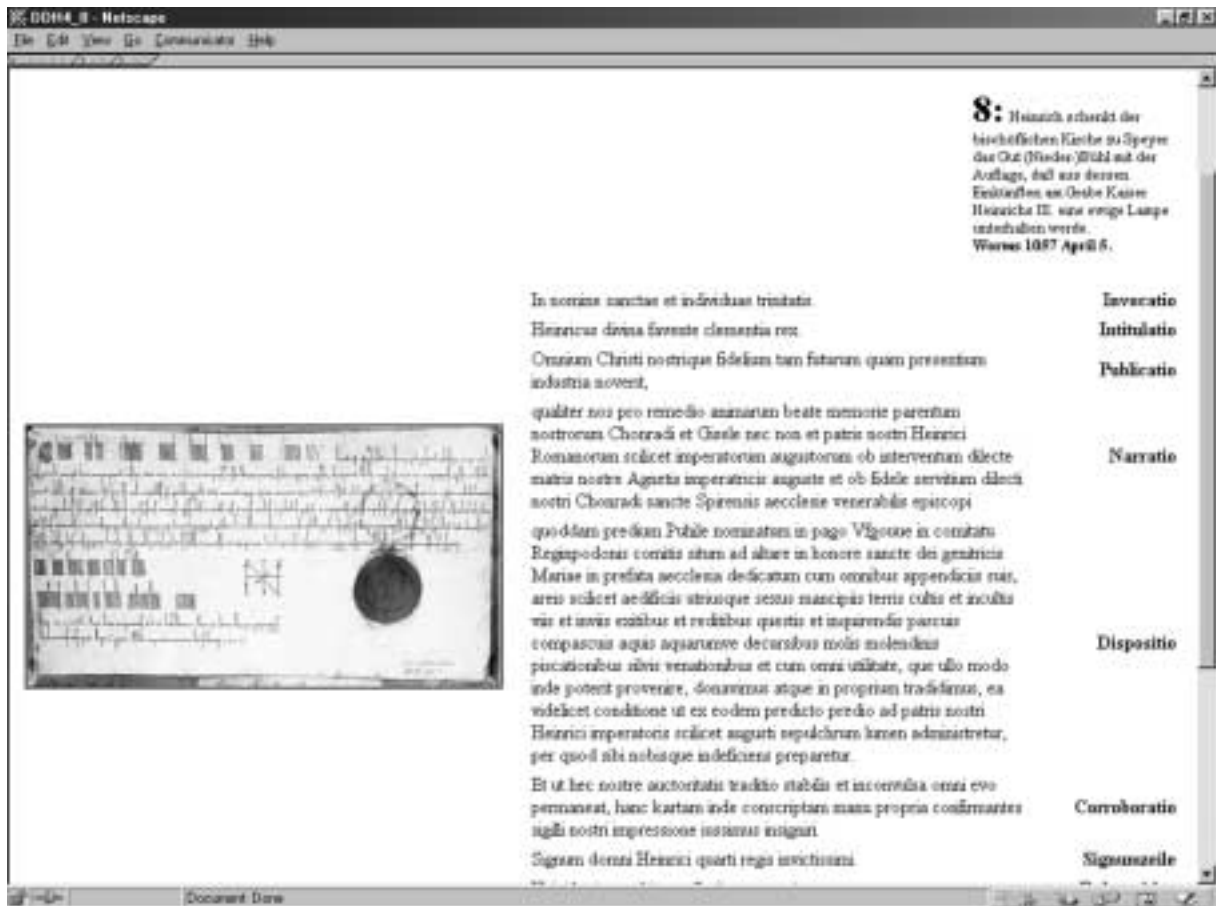 DDH4_8 - Netscape
File Edit View Go Communicator Help
8: Heinrich schenkt der
bischöflichen Kirche zu Speyer
das Gut (Nieder-)Bühl mit der
Auflage, daß aus dessen
Einkünften am Grabe Kaiser
Heinrichs III. eine ewige Lampe
unterhalten werde.
Worms 1057 April 5.
In nomine sanctae et individuae trinitatis. Invocatio
Heinricus divina favente clementia rex. Intitulatio
Omnium Christi nostrique fidelium tam futurum quam presentium
industria noverit, Publicatio
qualiter nos pro remedio animarum beate memorie parentum
nostrorum Chonradi et Gisele nec non et patris nostri Heinrici
Romanorum scilicet imperatorum augustorum ob interventum dilecte Narratio
matris nostre Agnetis imperatricis auguste et ob fidele servitium dilecti
nostri Chonradi sancte Spirensis aecclesie venerabilis episcopi
quoddam predium Puhile nominatum in pago Vfgouue in comitatu
Reginpodonis comitis situm ad altare in honore sancte dei genitricis
Mariae in prefata aecclesia dedicatum cum omnibus appendiciis suis,
areis scilicet aedificiis utriusque sexus mancipiis terris cultis et incultis
viis et inviis exitibus et reditibus quesitis et inquirendis pascuis
compascuis aquis aquarumve decursibus molis molendinis Dispositio
piscationibus silvis venationibus et cum omni utilitate, que ullo modo
inde poterit provenire, donavimus atque in proprium tradidimus, ea
videlicet conditione ut ex eodem predicto predio ad patris nostri
Heinrici imperatoris scilicet augusti sepulchrum lumen administretur,
per quod sibi nobisque indeficiens preparetur.
Et ut hec nostre auctoritatis traditio stabilis et inconvulsa omni evo
permaneat, hanc kartam inde conscriptam manu propria confirmantes Corroboratio
sigilli nostri impressione iussimus insigniri.
Signum domni Heinrici quarti regis invictissimi. Signumzeile
Document Done